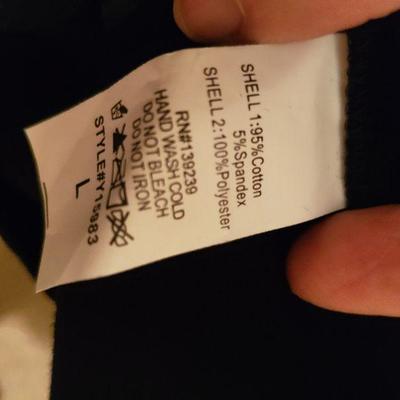 SHELL 1:95%Cotton
5%Spandex
SHELL 2:100%Polyester
RN#139239
HAND WASH COLD
DO NOT BLEACH
DO NOT IRON
L